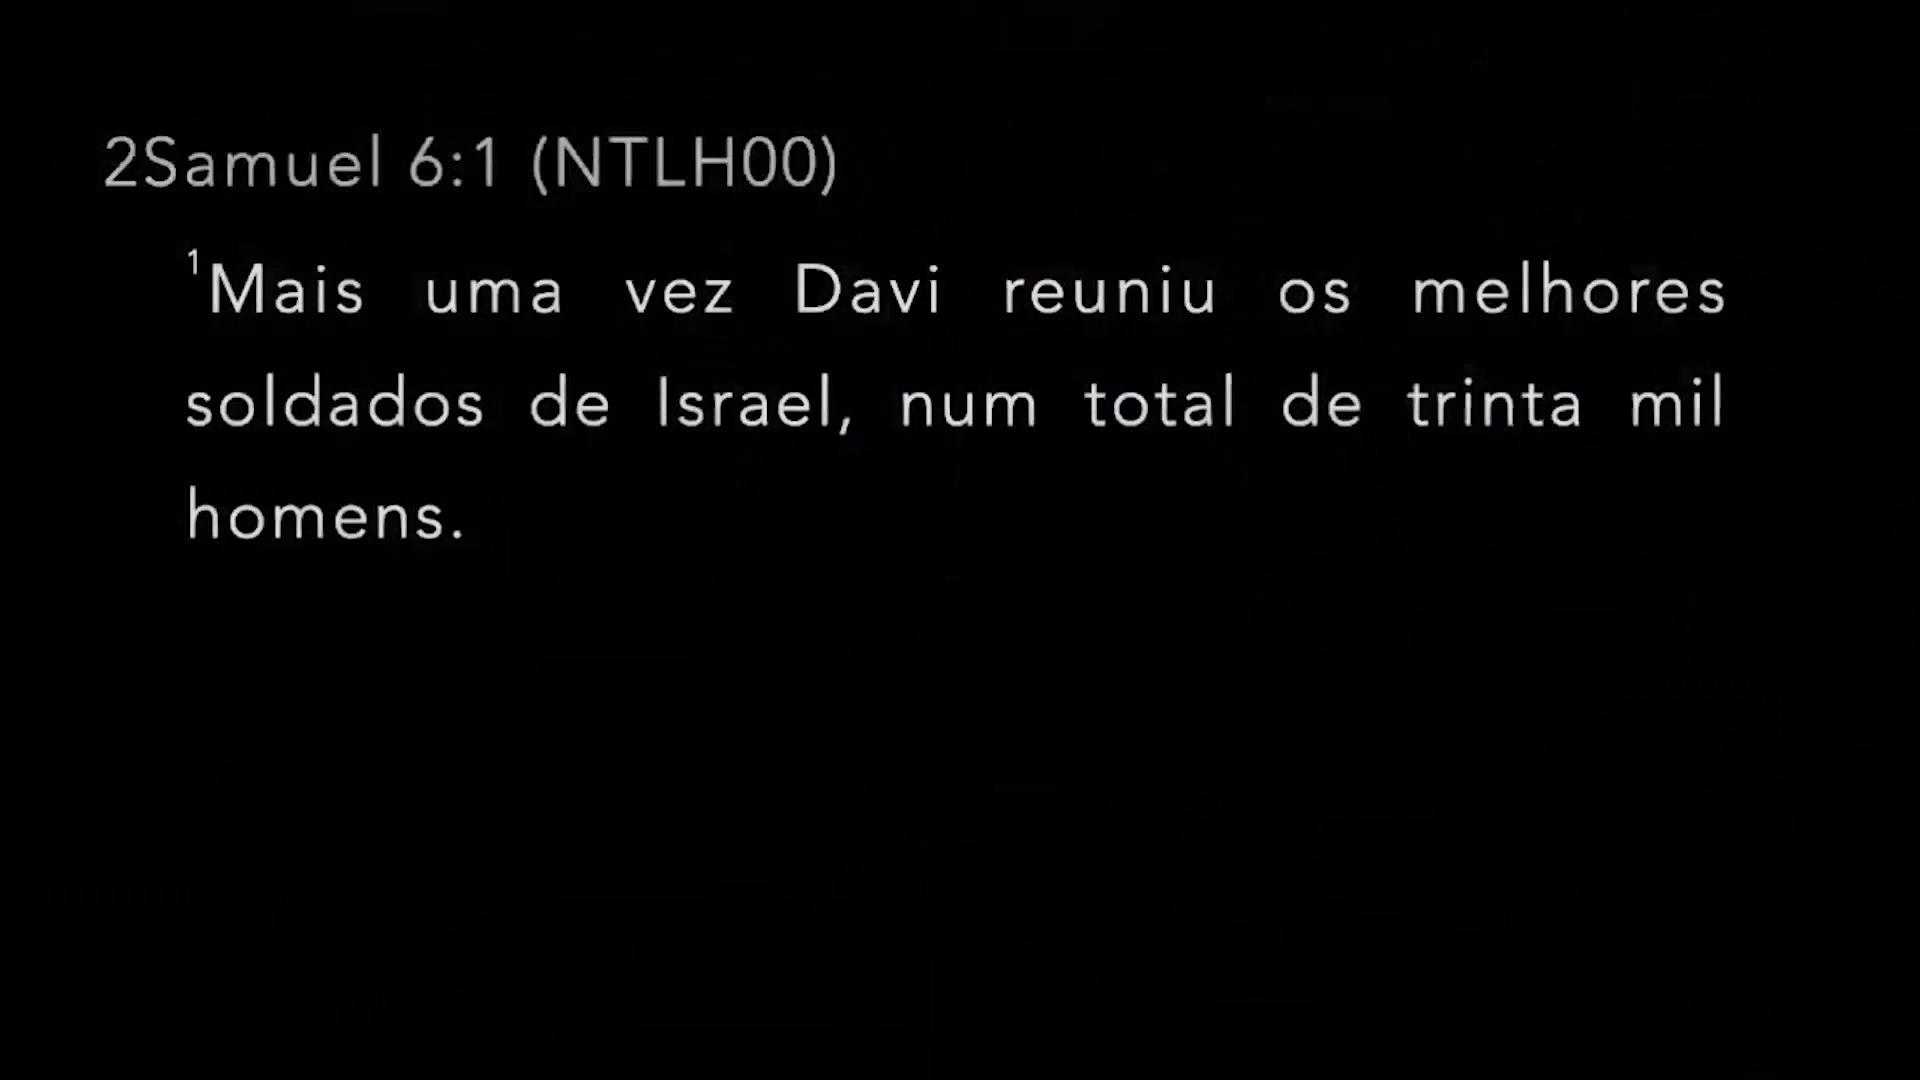 2Samuel 6:1 (NTLH00)
¹Mais uma vez Davi reuniu os melhores
soldados de Israel, num total de trinta mil
homens.